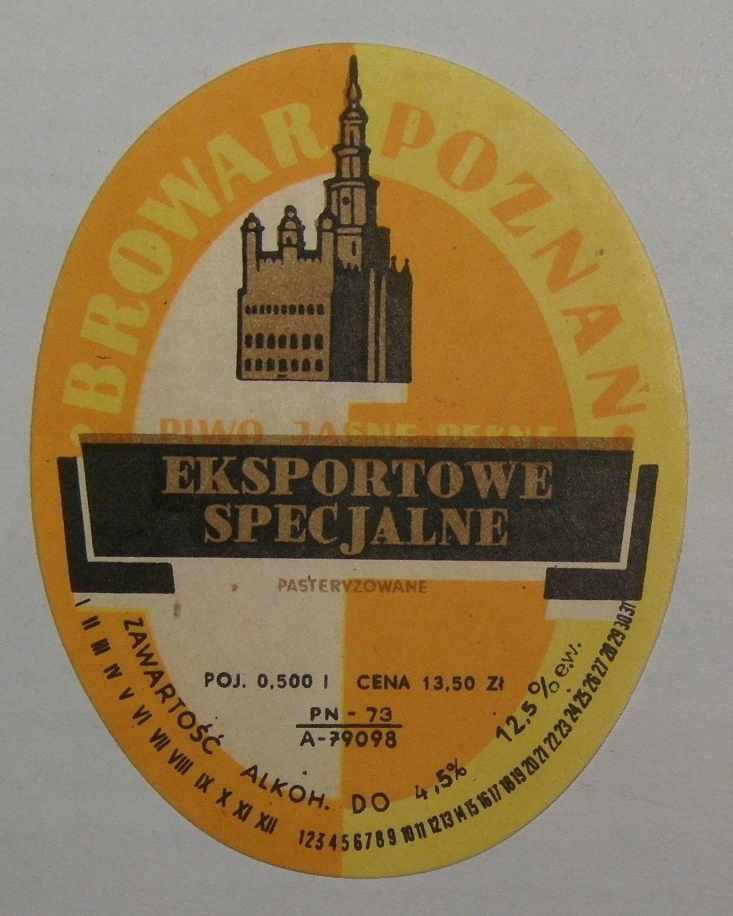 BROWAR POZNAŃ
PIWO JASNE PEŁNE
EKSPORTOWE
SPECJALNE
PASTERYZOWANE
POJ. 0,500 l CENA 13,50 Zł
PN - 73
A-79098
ZAWARTOŚĆ ALKOH. DO 4,5% 12,5% e.w.
I II III IV V VI VII VIII IX X XI XII 1 2 3 4 5 6 7 8 9 10 11 12 13 14 15 16 17 18 19 20 21 22 23 24 25 26 27 28 29 30 31